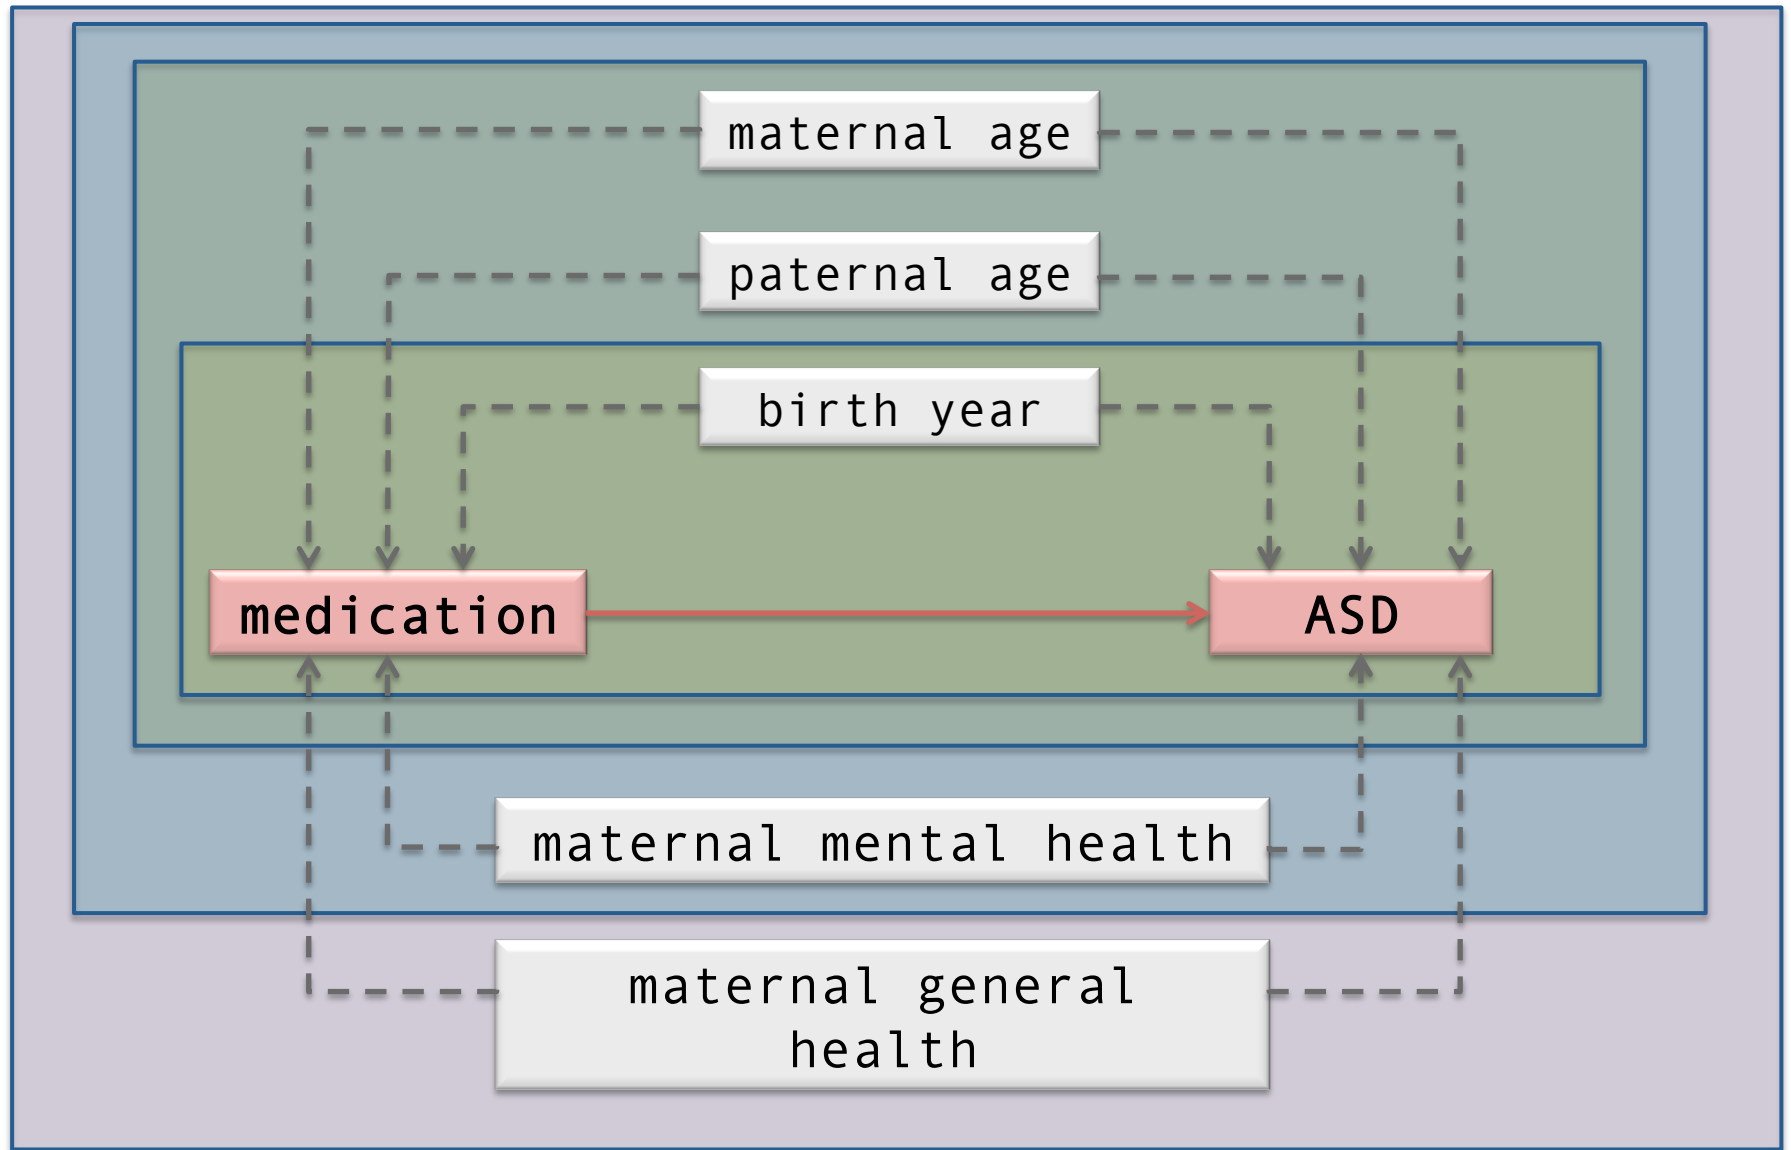 maternal age
paternal age
birth year
medication
ASD
maternal mental health
maternal general
health